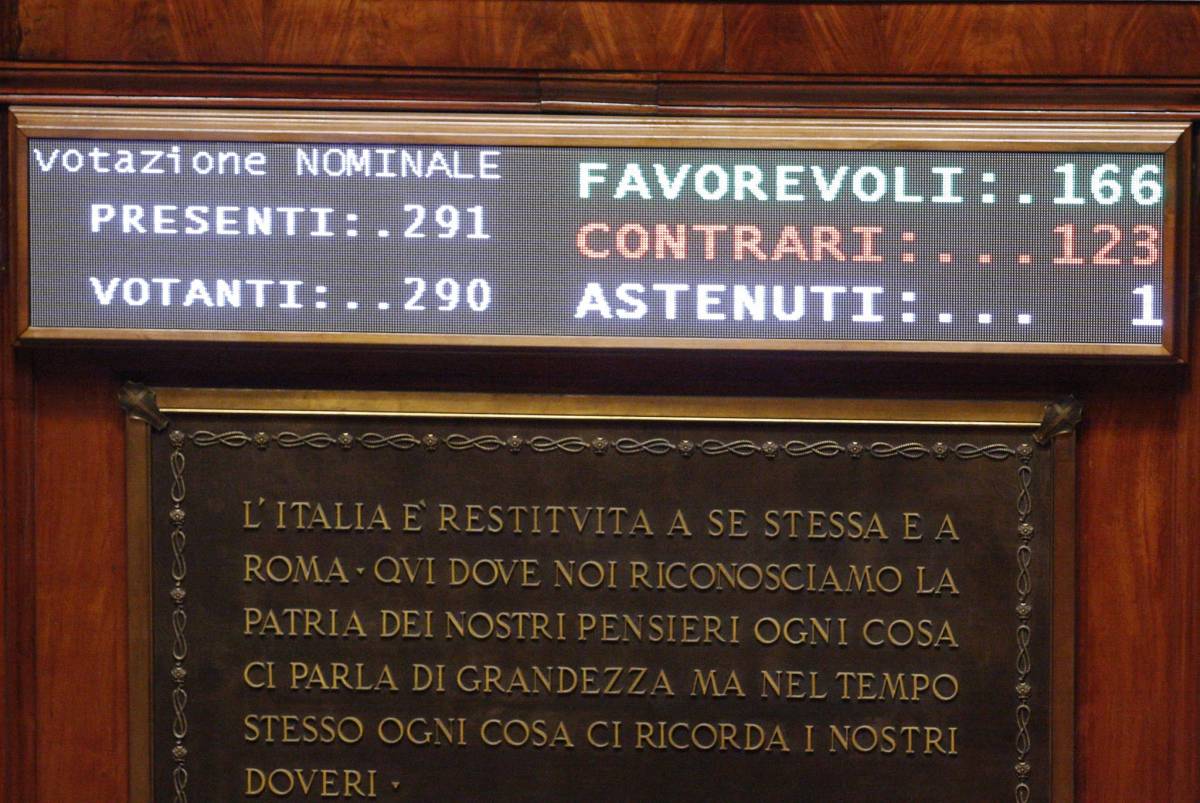 votazione NOMINALE
PRESENTI:.291
VOTANTI:..290
FAVOREVOLI:.166
CONTRARI:...123
ASTENUTI:... 1
L'ITALIA E' RESTITVITA A SE STESSA E A
ROMA · QVI DOVE NOI RICONOSCIAMO LA
PATRIA DEI NOSTRI PENSIERI OGNI COSA
CI PARLA DI GRANDEZZA MA NEL TEMPO
STESSO OGNI COSA CI RICORDA I NOSTRI
DOVERI ·